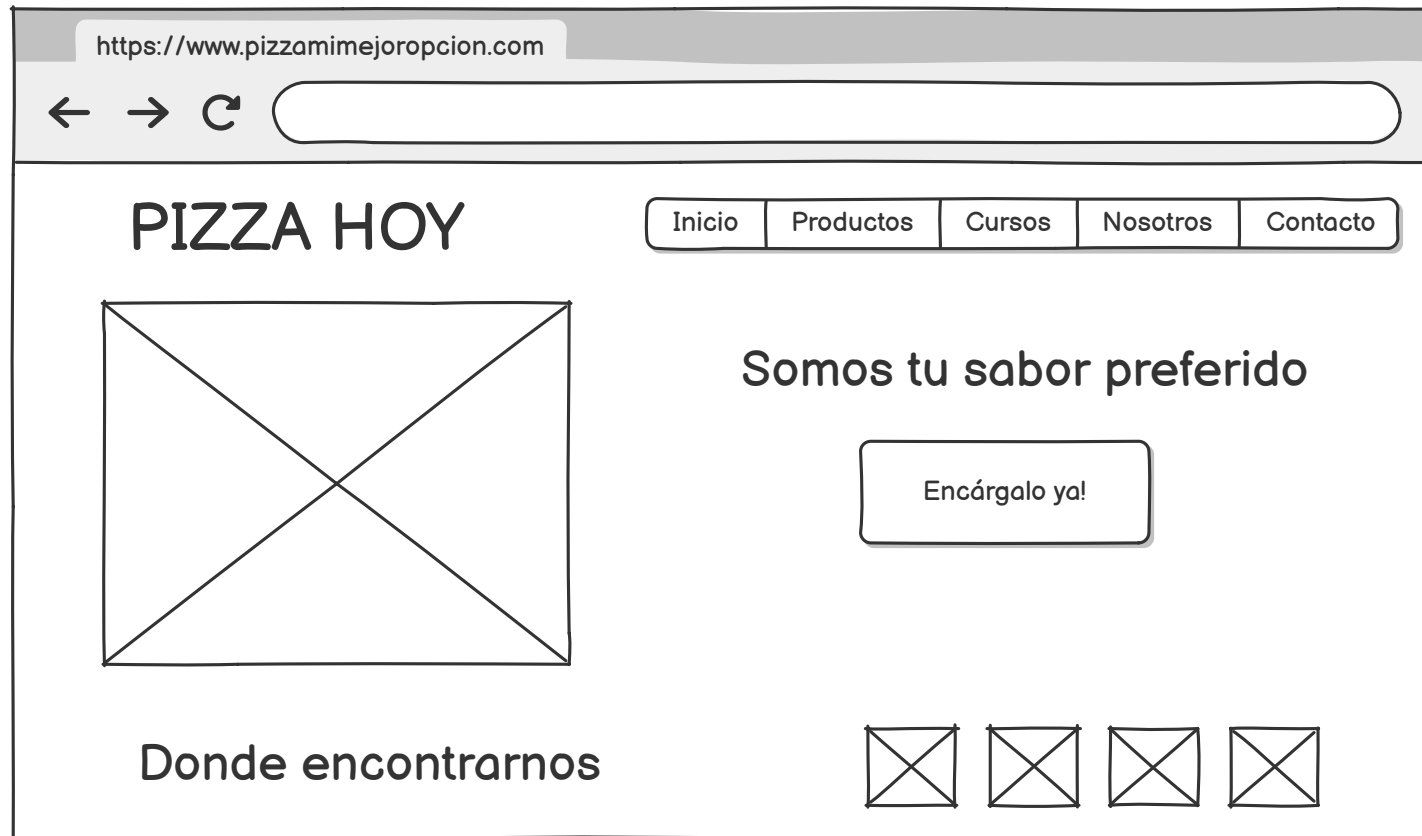 https://www.pizzamimejoropcion.com
PIZZA HOY
Inicio Productos Cursos Nosotros Contacto
Somos tu sabor preferido
Encárgalo ya!
Donde encontrarnos